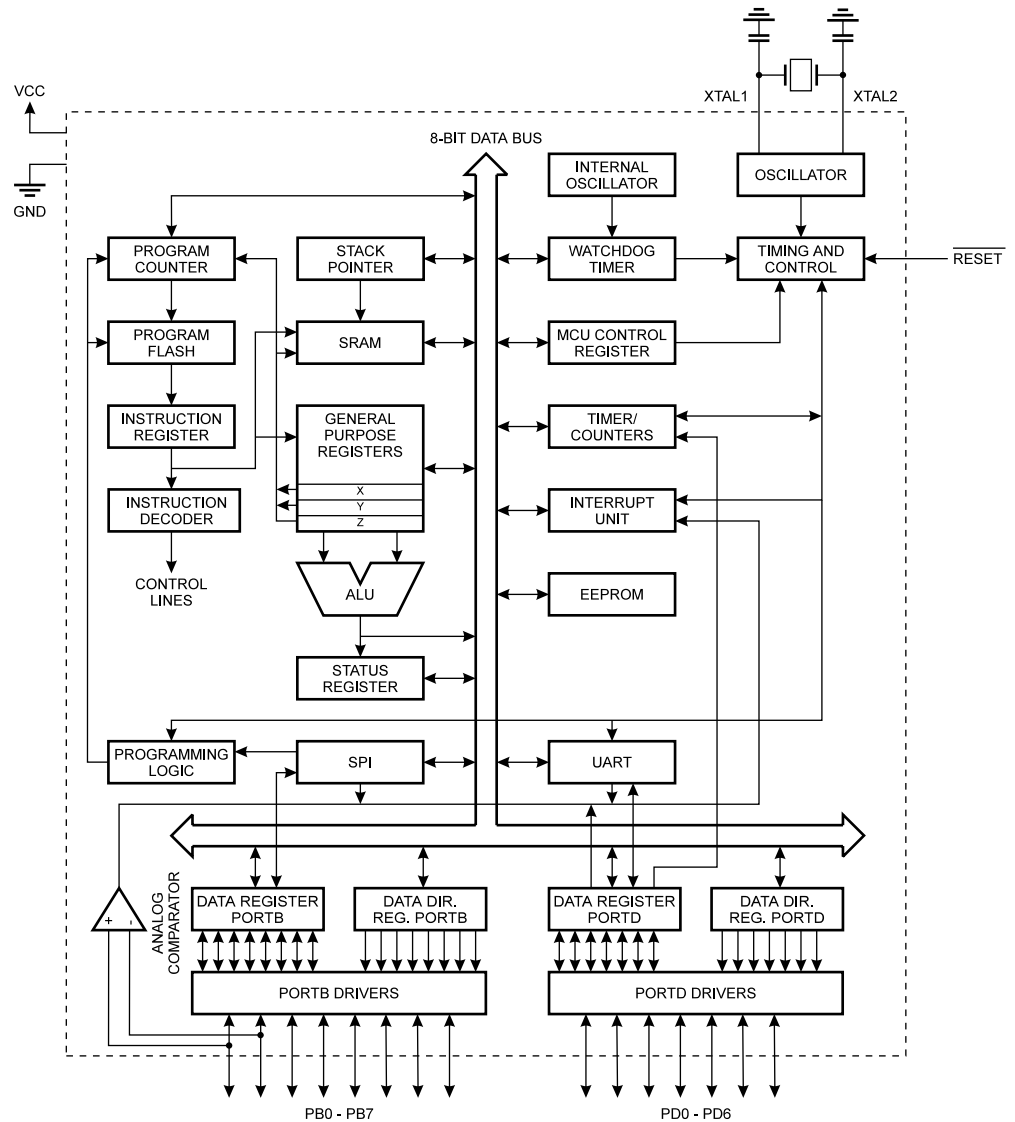 XTAL1
XTAL2
VCC
GND
8-BIT DATA BUS
INTERNAL
OSCILLATOR
OSCILLATOR
PROGRAM
COUNTER
STACK
POINTER
WATCHDOG
TIMER
TIMING AND
CONTROL
RESET
PROGRAM
FLASH
SRAM
MCU CONTROL
REGISTER
INSTRUCTION
REGISTER
GENERAL
PURPOSE
REGISTERS
X
Y
Z
TIMER/
COUNTERS
INSTRUCTION
DECODER
INTERRUPT
UNIT
CONTROL
LINES
ALU
EEPROM
STATUS
REGISTER
PROGRAMMING
LOGIC
SPI
UART
ANALOG
COMPARATOR
+
-
DATA REGISTER
PORTB
DATA DIR.
REG. PORTB
DATA REGISTER
PORTD
DATA DIR.
REG. PORTD
PORTB DRIVERS
PORTD DRIVERS
PB0 - PB7
PD0 - PD6